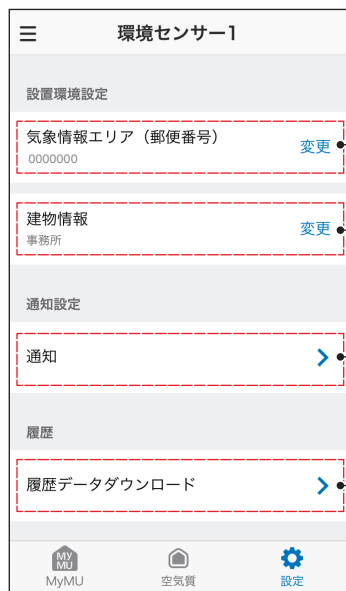 環境センサー1
設置環境設定
気象情報エリア（郵便番号）
0000000
変更
建物情報
事務所
変更
通知設定
通知
履歴
履歴データダウンロード
MY
MU
MyMU
空気質
設定